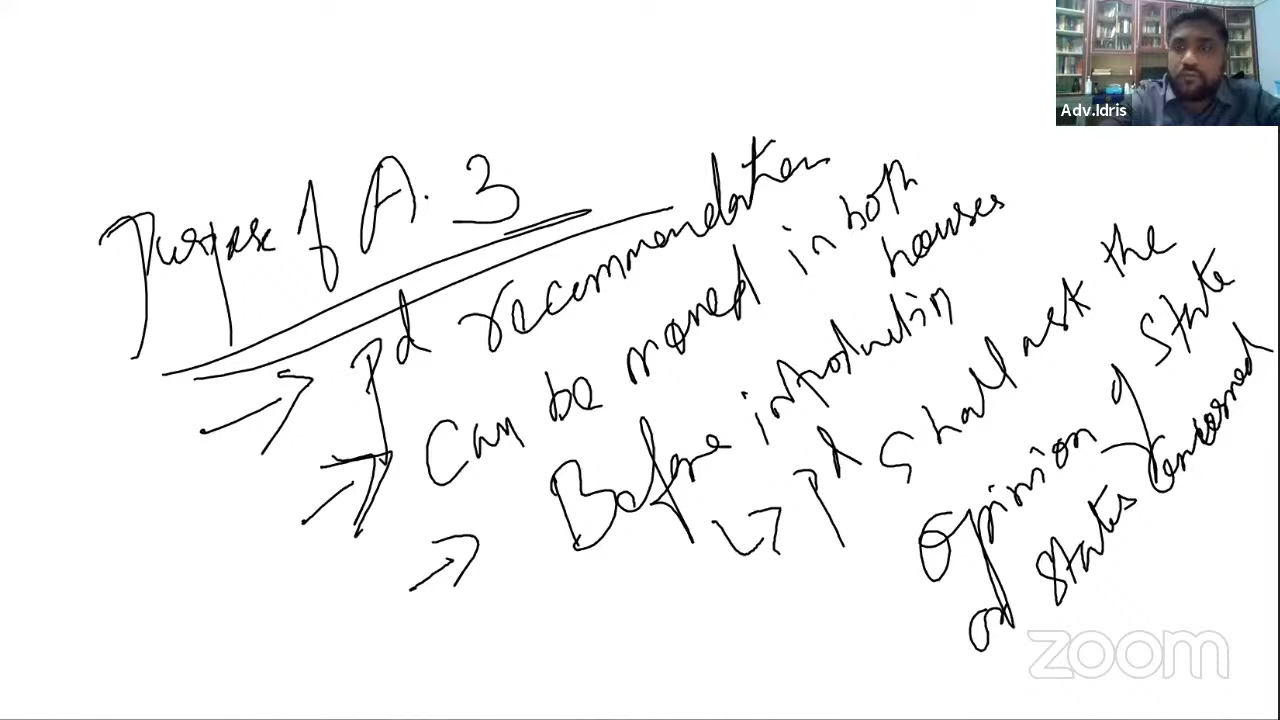 Adv.Idris
Purpose of A. 3
→ Pd recommendation
→ Can be moved in both
houses
→ Before introduction
↳ Pd shall ask the
opinion of State
or States concerned
zoom